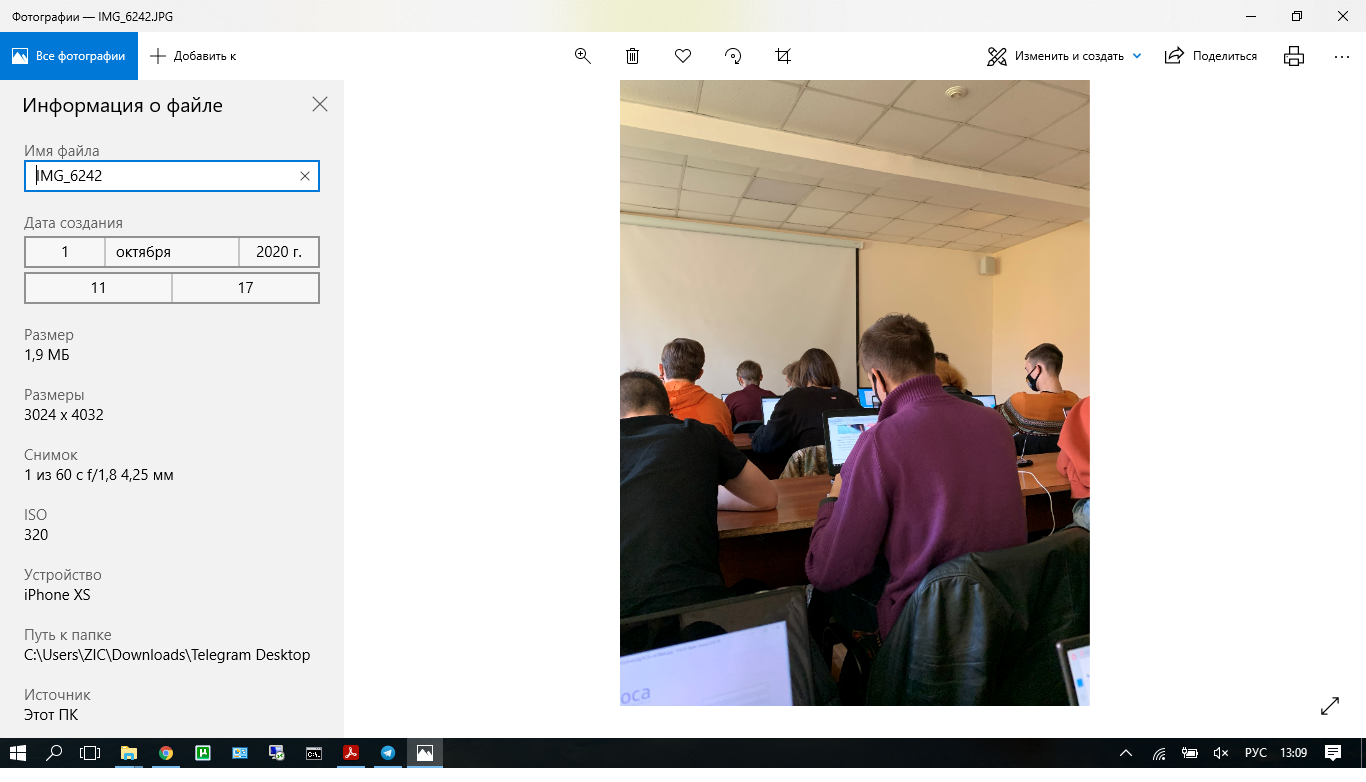 Фотографии — IMG_6242.JPG
Все фотографии
Добавить к
Изменить и создать
Поделиться
Информация о файле
Имя файла
IMG_6242
Дата создания
1 октября 2020 г.
11 17
Размер
1,9 МБ
Размеры
3024 x 4032
Снимок
1 из 60 с f/1,8 4,25 мм
ISO
320
Устройство
iPhone XS
Путь к папке
C:\Users\ZIC\Downloads\Telegram Desktop
Источник
Этот ПК
оса
РУС 13:09